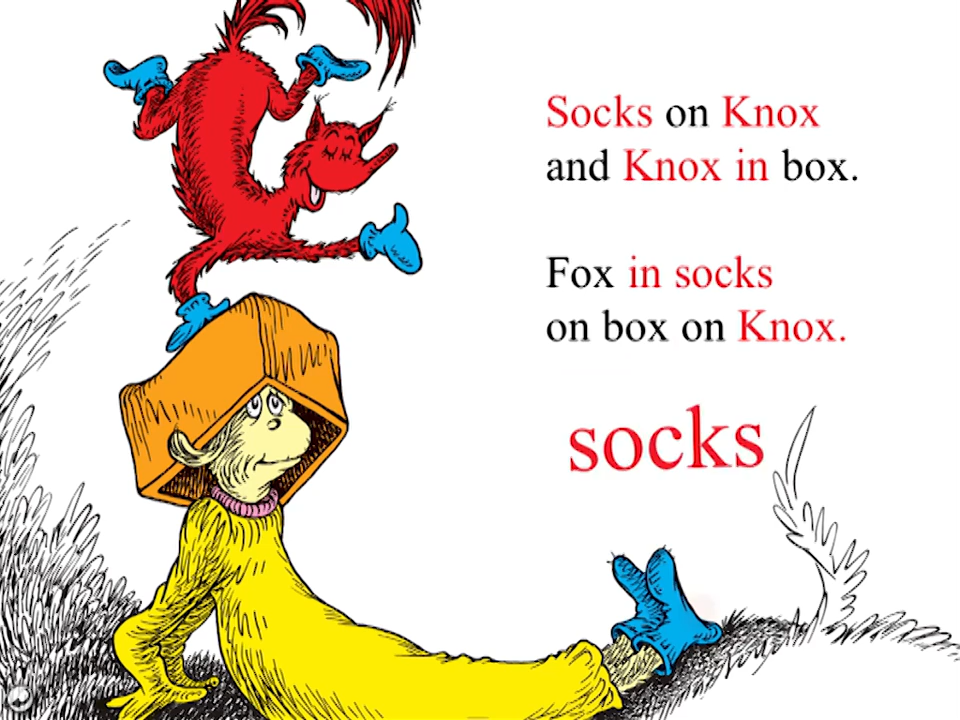 Socks on Knox
and Knox in box.
Fox in socks
on box on Knox.
socks